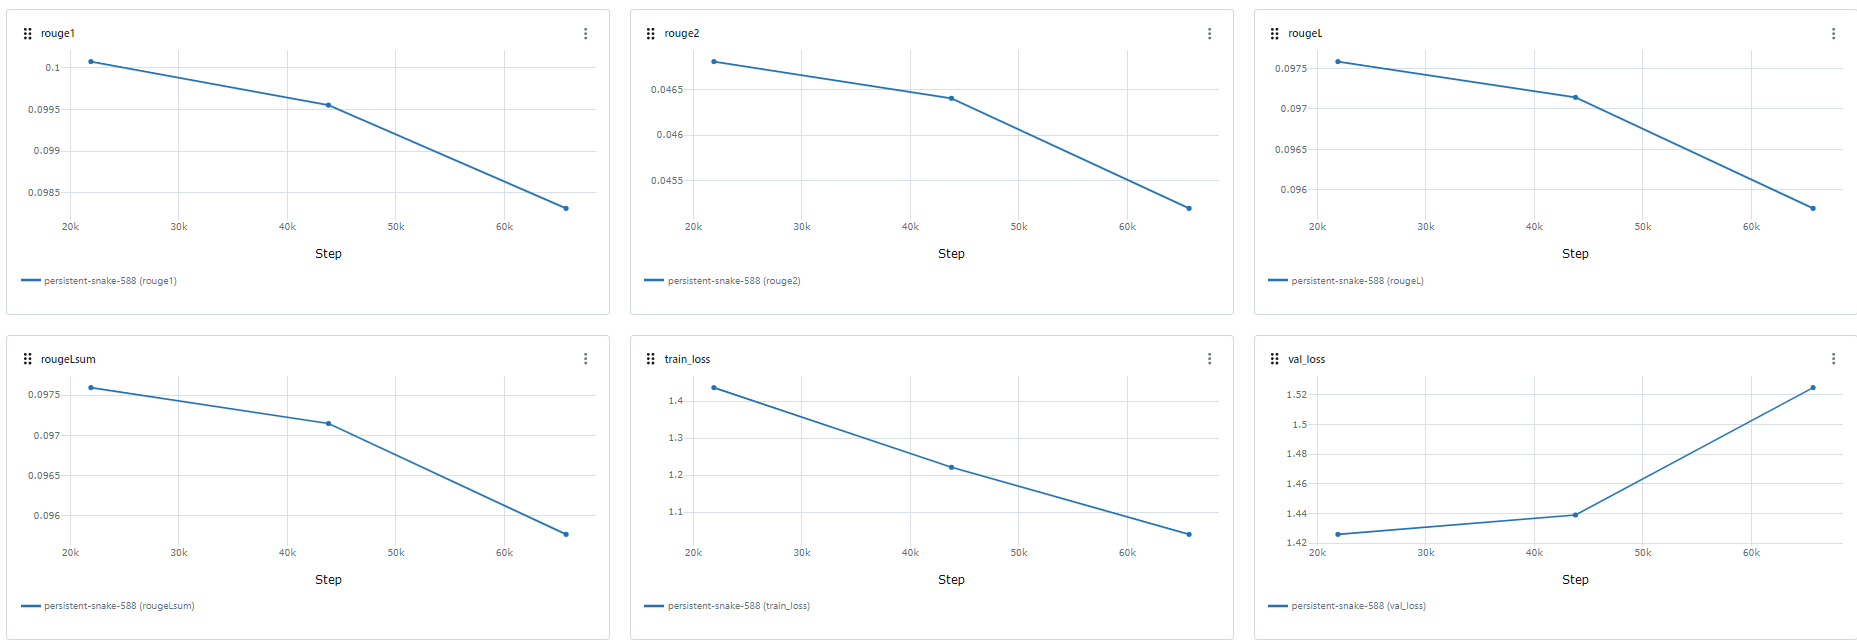 rouge1
0.1
0.0995
0.099
0.0985
20k 30k 40k 50k 60k
Step
persistent-snake-588 (rouge1)
rouge2
0.0465
0.046
0.0455
20k 30k 40k 50k 60k
Step
persistent-snake-588 (rouge2)
rougeL
0.0975
0.097
0.0965
0.096
20k 30k 40k 50k 60k
Step
persistent-snake-588 (rougeL)
rougeLsum
0.0975
0.097
0.0965
0.096
20k 30k 40k 50k 60k
Step
persistent-snake-588 (rougeLsum)
train_loss
1.4
1.3
1.2
1.1
20k 30k 40k 50k 60k
Step
persistent-snake-588 (train_loss)
val_loss
1.52
1.5
1.48
1.46
1.44
1.42
20k 30k 40k 50k 60k
Step
persistent-snake-588 (val_loss)